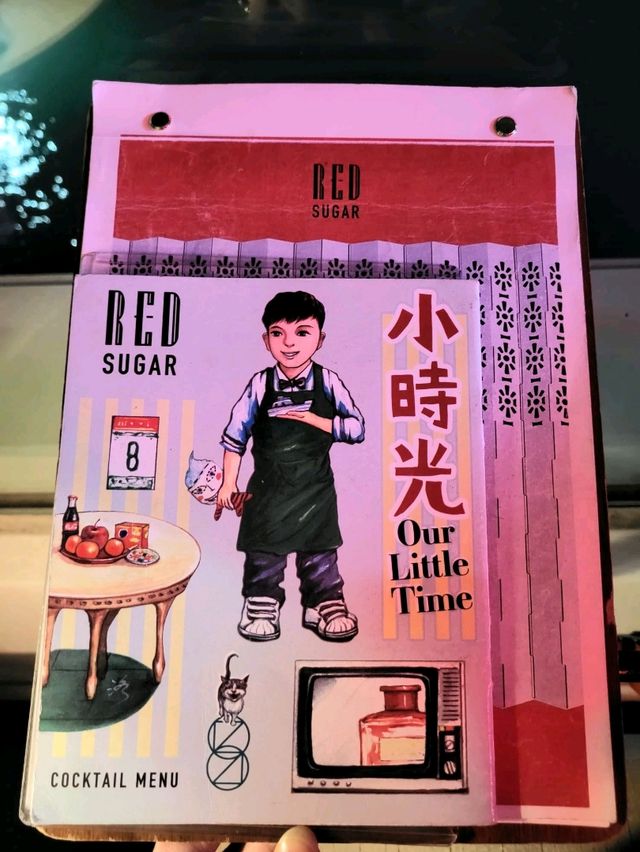 RED
SUGAR
RED
SUGAR
小時光
Our
Little
Time
8
COCKTAIL MENU